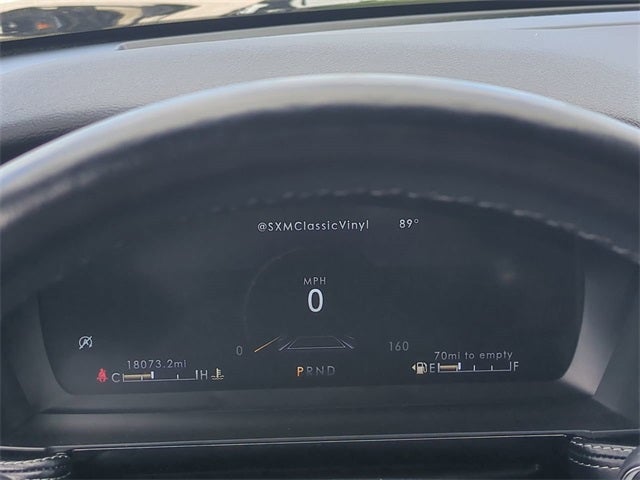 @SXMClassicVinyl 89°
MPH
0
0 160
18073.2mi 70mi to empty
C H PRND E F